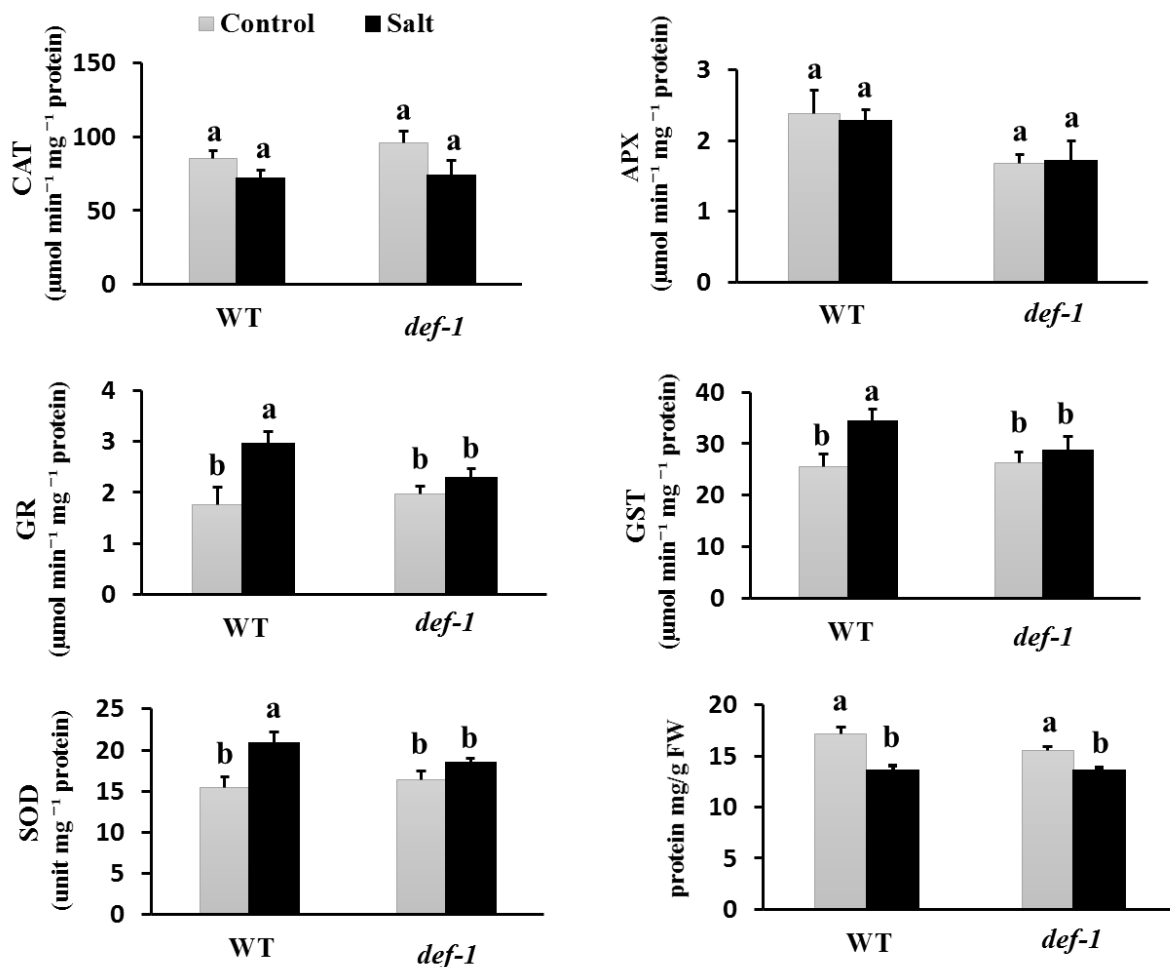 Control Salt
CAT
(µmol min⁻¹ mg ⁻¹ protein)
150
100
50
0
a
a
a
a
WT
def-1
APX
(µmol min⁻¹ mg ⁻¹ protein)
3
2
1
0
a
a
a
a
WT
def-1
GR
(µmol min⁻¹ mg ⁻¹ protein)
4
3
2
1
0
b
a
b
b
WT
def-1
GST
(µmol min⁻¹ mg ⁻¹ protein)
40
30
20
10
0
b
a
b
b
WT
def-1
SOD
(unit mg ⁻¹ protein)
25
20
15
10
5
0
b
a
b
b
WT
def-1
protein mg/g FW
20
15
10
5
0
a
b
a
b
WT
def-1